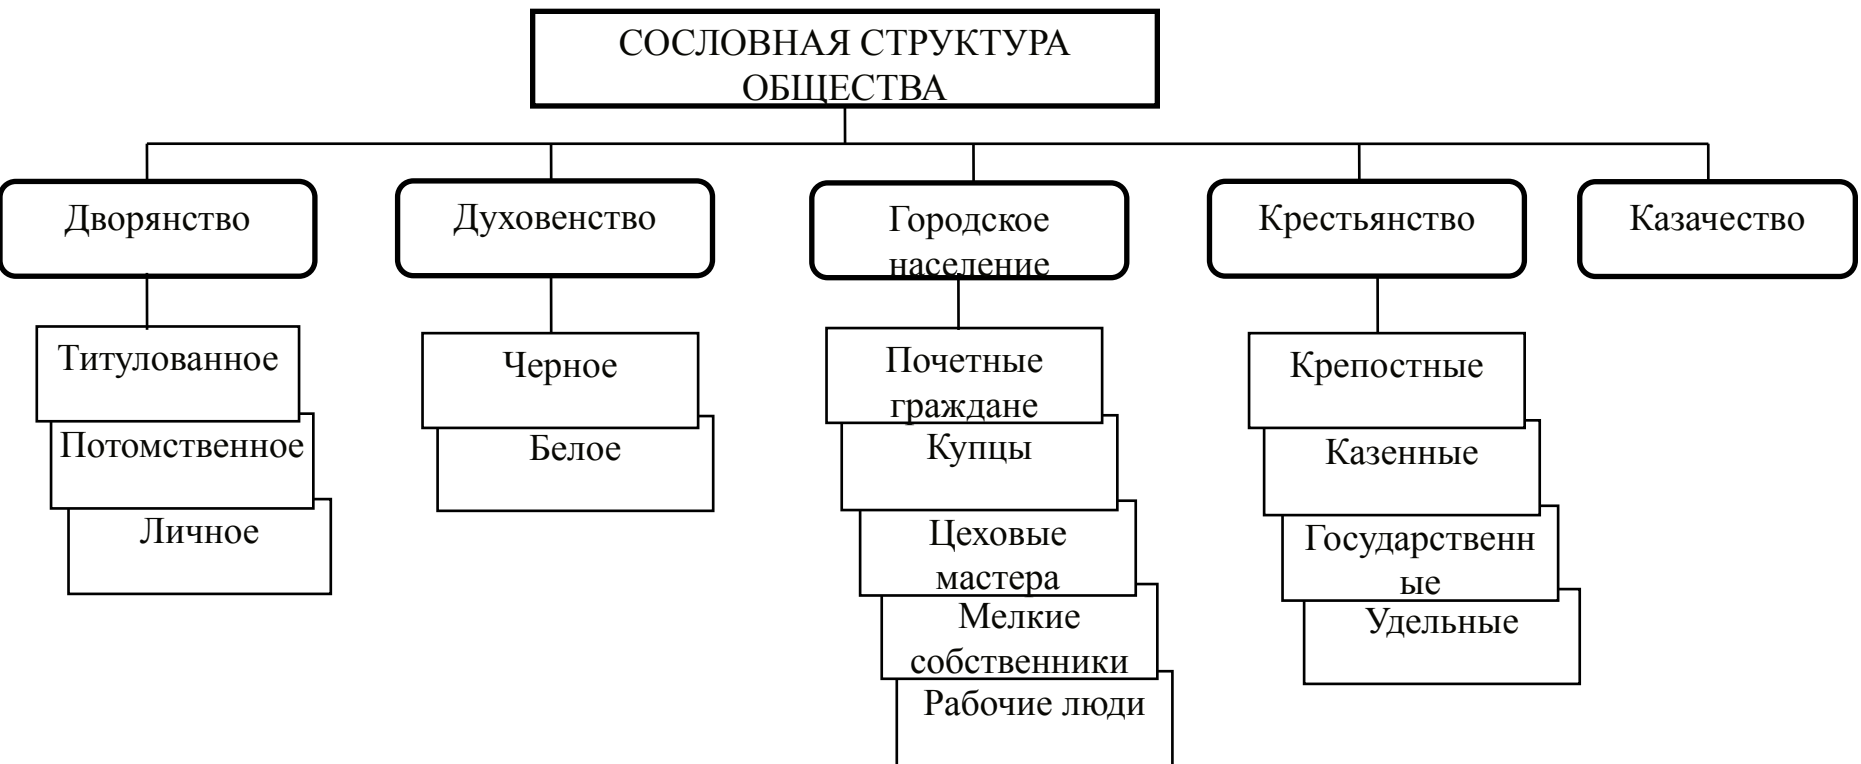 СОСЛОВНАЯ СТРУКТУРА
ОБЩЕСТВА
Дворянство
Духовенство
Городское
население
Крестьянство
Казачество
Титулованное
Потомственное
Личное
Черное
Белое
Почетные
граждане
Купцы
Цеховые
мастера
Мелкие
собственники
Рабочие люди
Крепостные
Казенные
Государственн
ые
Удельные